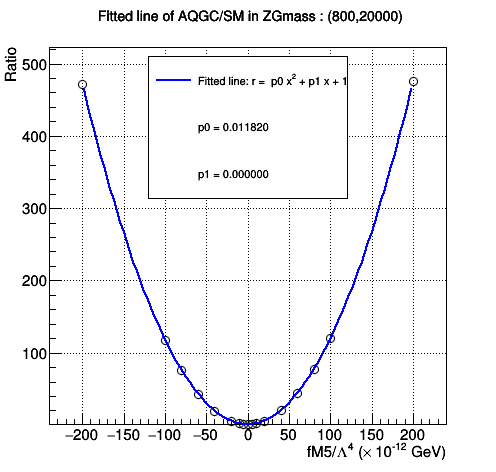 FItted line of AQGC/SM in ZGmass : (800,20000)
Ratio
500
400
300
200
100
Fitted line: r = p0 x² + p1 x + 1
p0 = 0.011820
p1 = 0.000000
−200 −150 −100 −50 0 50 100 150 200
fM5/Λ⁴ (× 10⁻¹² GeV)